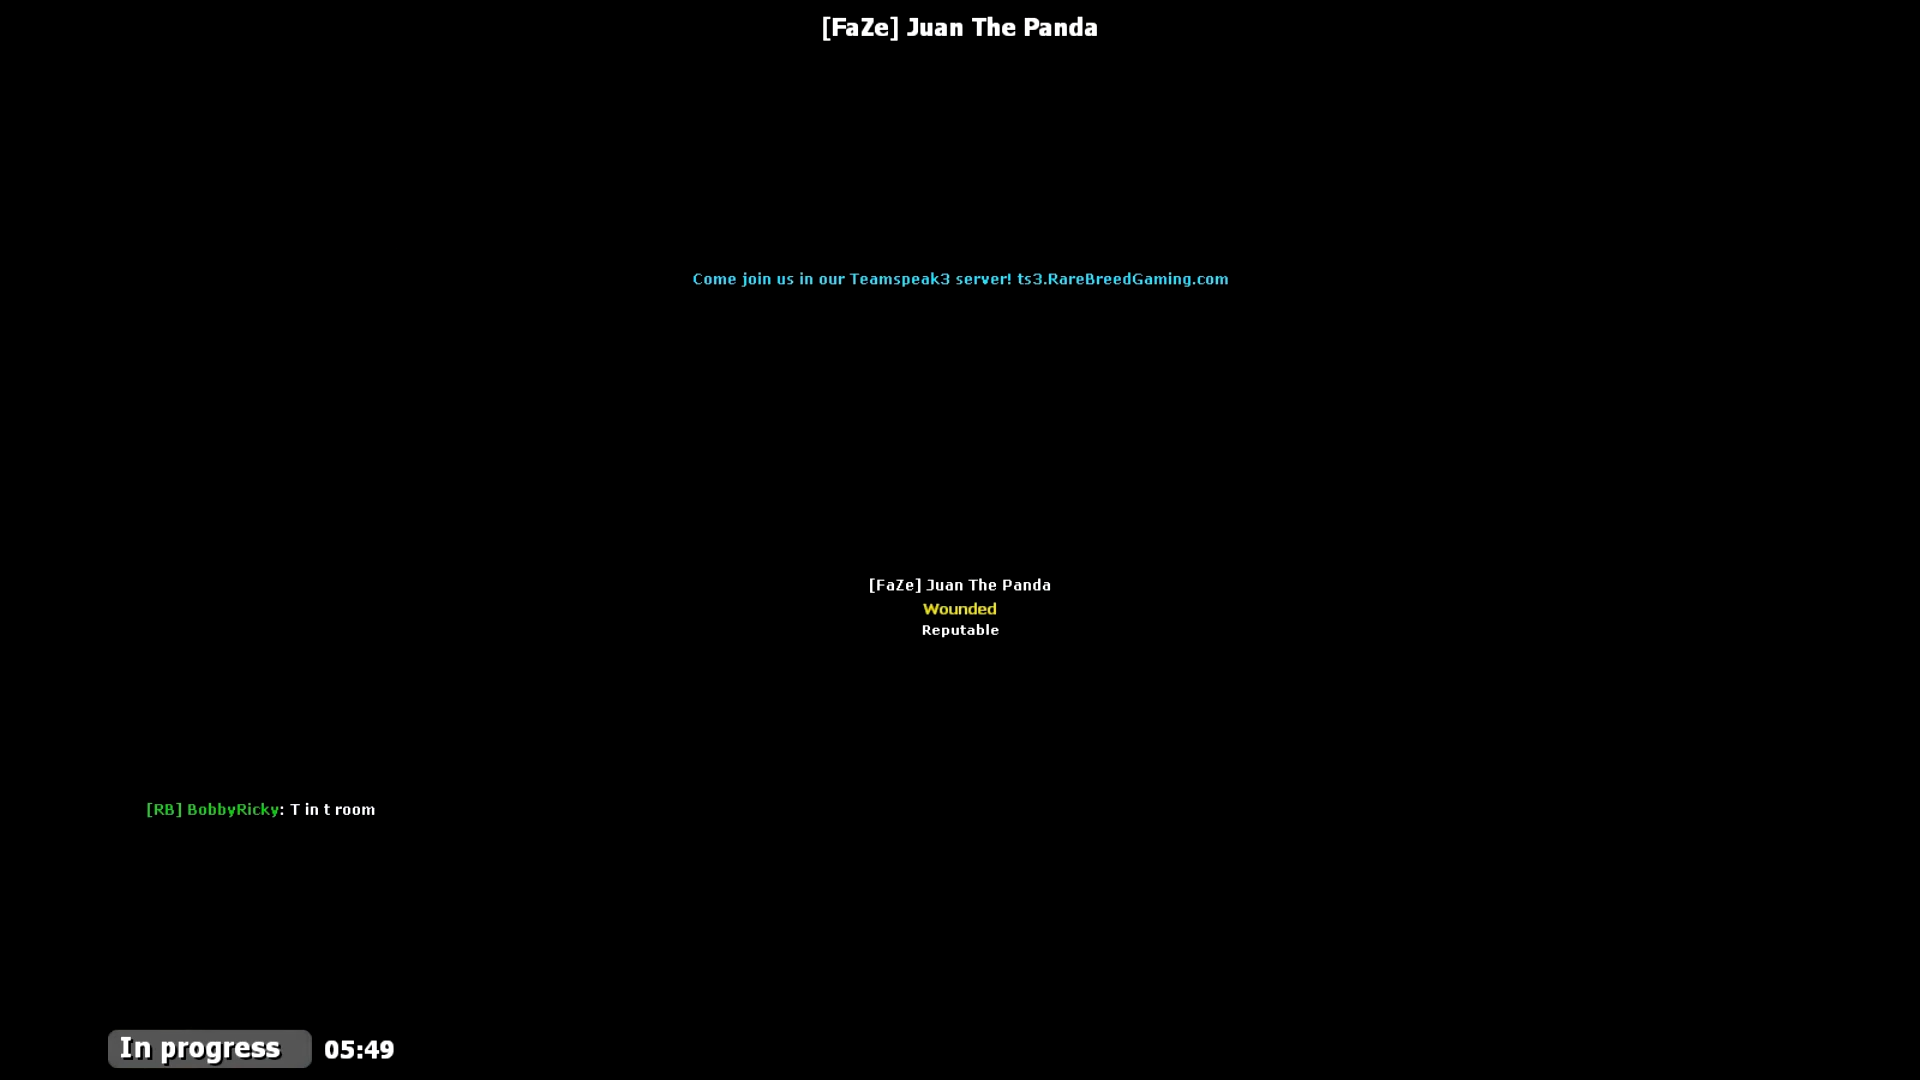 [FaZe] Juan The Panda
Come join us in our Teamspeak3 server! ts3.RareBreedGaming.com
[FaZe] Juan The Panda
Wounded
Reputable
[RB] BobbyRicky: T in t room
In progress 05:49